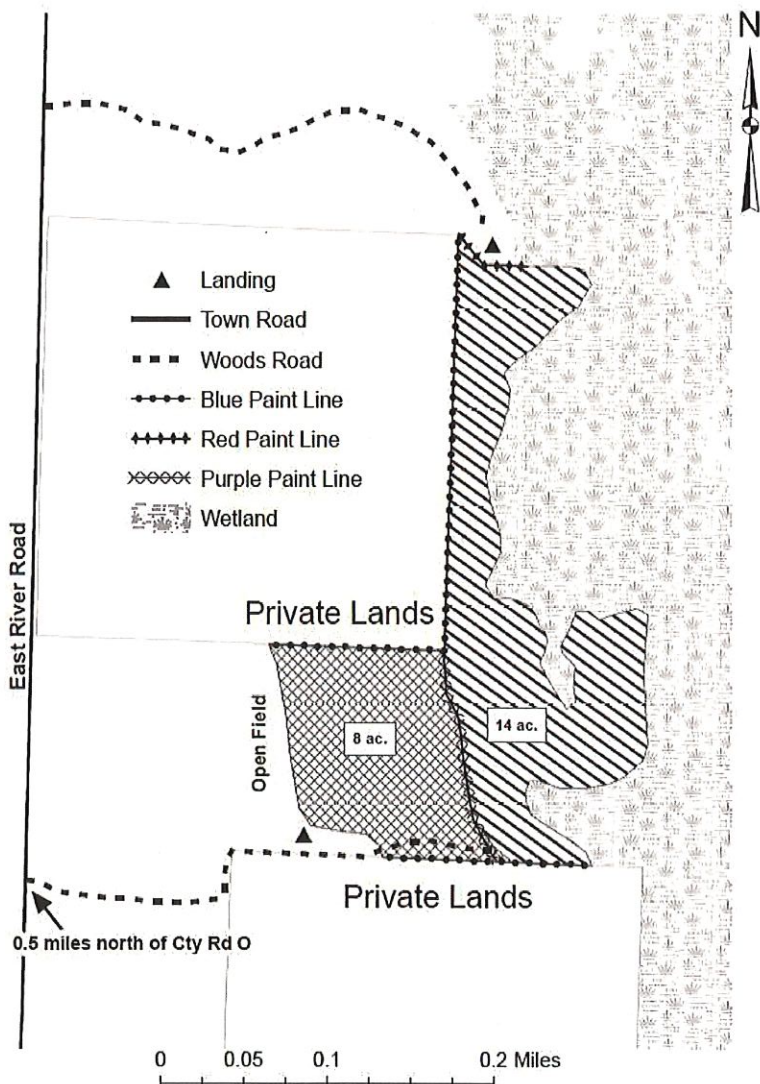 N
Landing
Town Road
Woods Road
Blue Paint Line
Red Paint Line
Purple Paint Line
Wetland
East River Road
Private Lands
Open Field
8 ac.
14 ac.
Private Lands
0.5 miles north of Cty Rd O
0 0.05 0.1 0.2 Miles